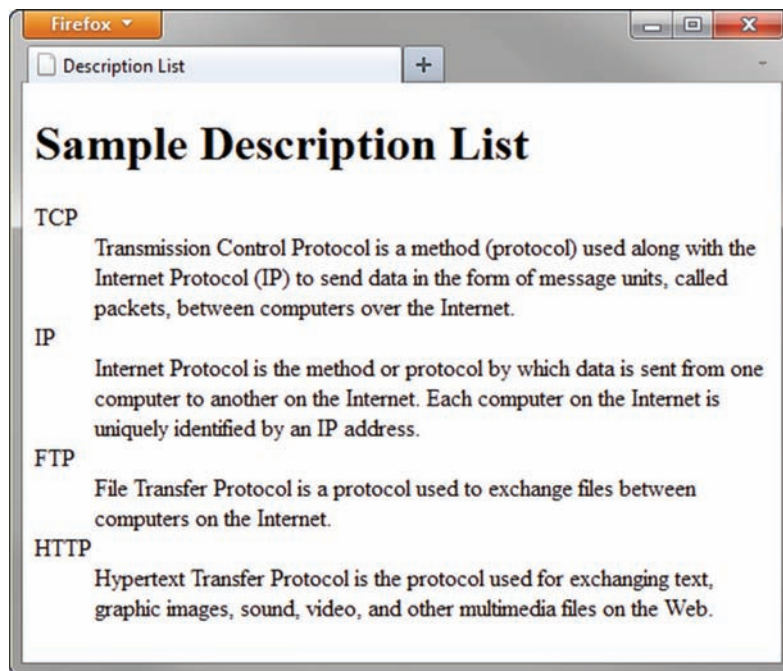 Firefox
Description List
Sample Description List
TCP
Transmission Control Protocol is a method (protocol) used along with the
Internet Protocol (IP) to send data in the form of message units, called
packets, between computers over the Internet.
IP
Internet Protocol is the method or protocol by which data is sent from one
computer to another on the Internet. Each computer on the Internet is
uniquely identified by an IP address.
FTP
File Transfer Protocol is a protocol used to exchange files between
computers on the Internet.
HTTP
Hypertext Transfer Protocol is the protocol used for exchanging text,
graphic images, sound, video, and other multimedia files on the Web.